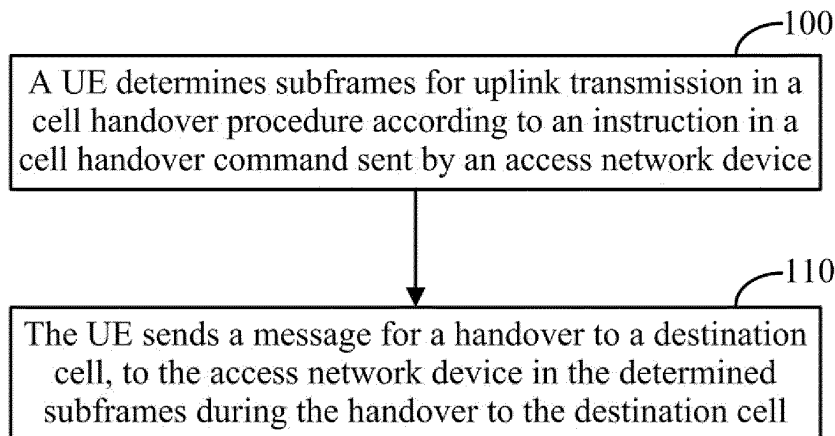 100
A UE determines subframes for uplink transmission in a
cell handover procedure according to an instruction in a
cell handover command sent by an access network device
110
The UE sends a message for a handover to a destination
cell, to the access network device in the determined
subframes during the handover to the destination cell